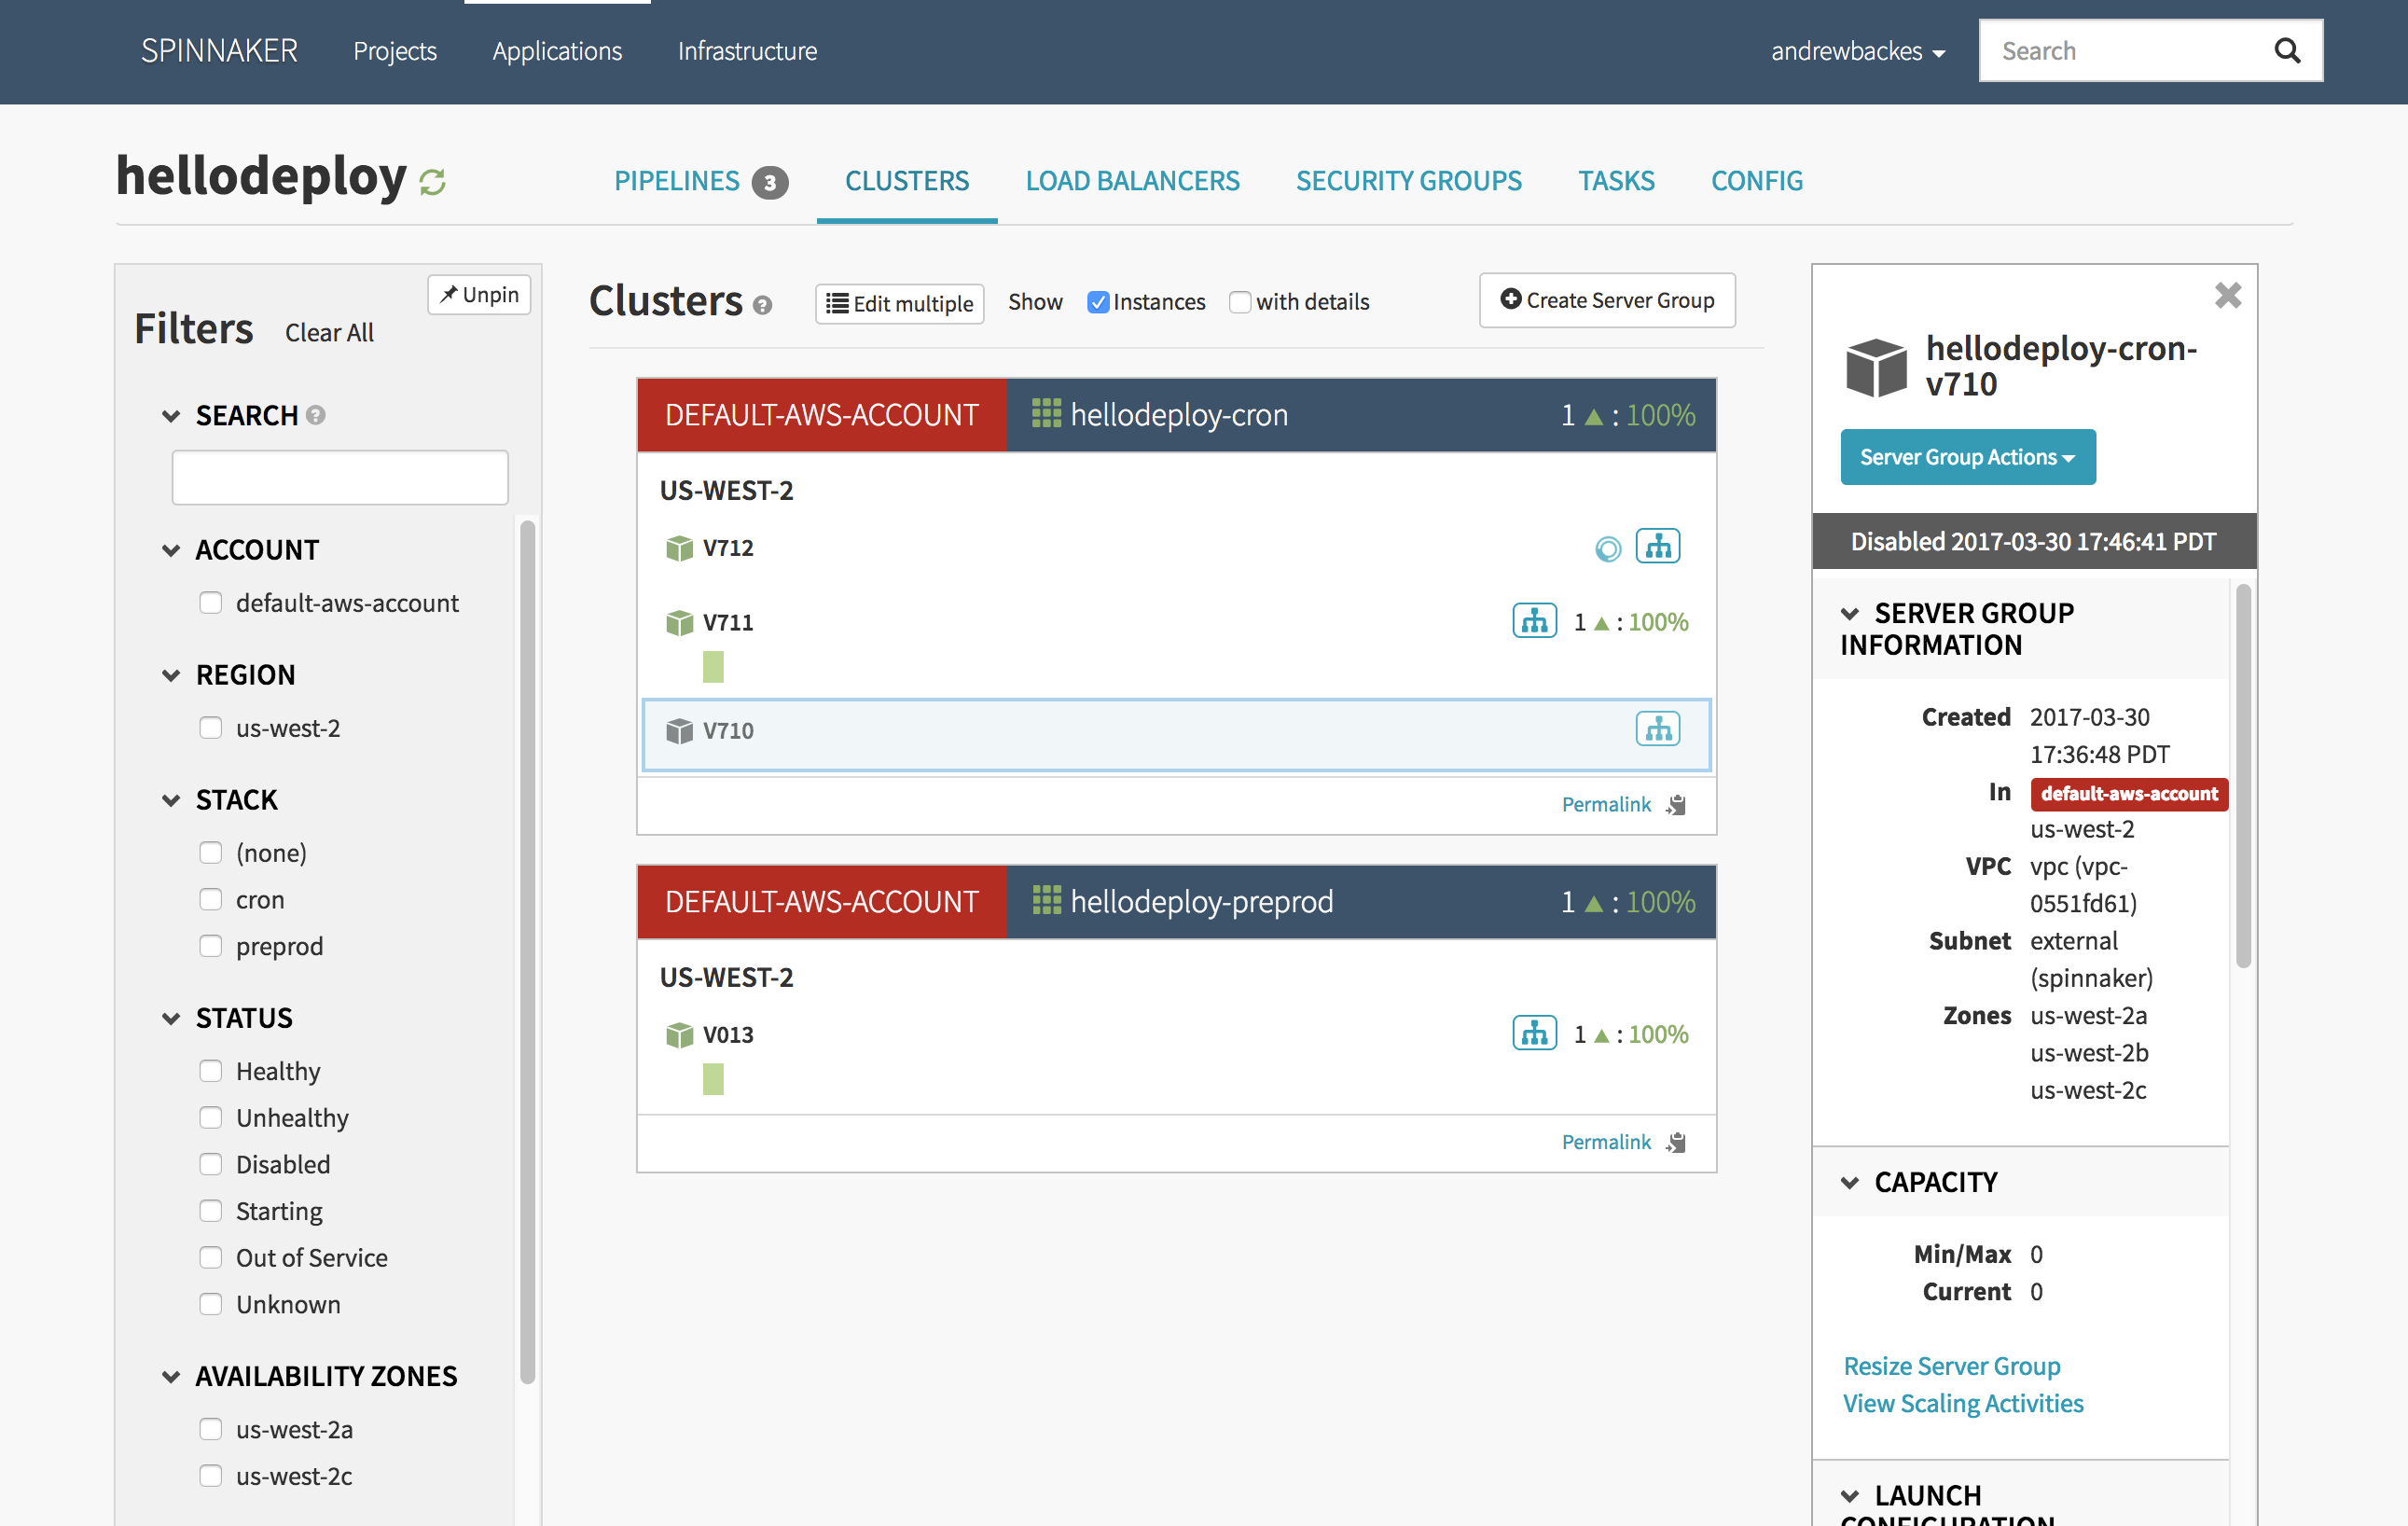 SPINNAKER Projects Applications Infrastructure andrewbackes Search
hellodeploy PIPELINES 3 CLUSTERS LOAD BALANCERS SECURITY GROUPS TASKS CONFIG
Unpin
Filters Clear All
SEARCH ?
ACCOUNT
default-aws-account
REGION
us-west-2
STACK
(none)
cron
preprod
STATUS
Healthy
Unhealthy
Disabled
Starting
Out of Service
Unknown
AVAILABILITY ZONES
us-west-2a
us-west-2c
Clusters ? Edit multiple Show Instances with details Create Server Group
DEFAULT-AWS-ACCOUNT hellodeploy-cron 1 ▲ : 100%
US-WEST-2
V712
V711 1 ▲ : 100%
V710
Permalink
DEFAULT-AWS-ACCOUNT hellodeploy-preprod 1 ▲ : 100%
US-WEST-2
V013 1 ▲ : 100%
Permalink
hellodeploy-cron-
v710
Server Group Actions
Disabled 2017-03-30 17:46:41 PDT
SERVER GROUP
INFORMATION
Created 2017-03-30
17:36:48 PDT
In default-aws-account
us-west-2
VPC vpc (vpc-
0551fd61)
Subnet external
(spinnaker)
Zones us-west-2a
us-west-2b
us-west-2c
CAPACITY
Min/Max 0
Current 0
Resize Server Group
View Scaling Activities
LAUNCH
CONFIGURATION